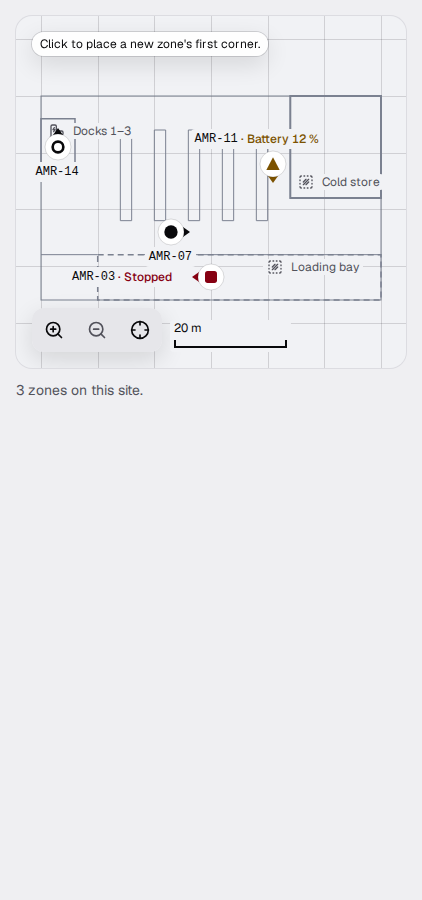 Click to place a new zone's first corner.
Docks 1–3
AMR-11 · Battery 12 %
AMR-14
Cold store
AMR-07
Loading bay
AMR-03 · Stopped
20 m
3 zones on this site.